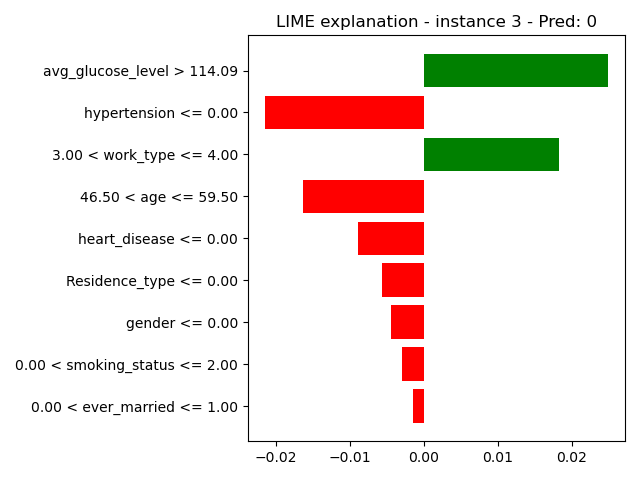 LIME explanation - instance 3 - Pred: 0
avg_glucose_level > 114.09
hypertension <= 0.00
3.00 < work_type <= 4.00
46.50 < age <= 59.50
heart_disease <= 0.00
Residence_type <= 0.00
gender <= 0.00
0.00 < smoking_status <= 2.00
0.00 < ever_married <= 1.00
−0.02 −0.01 0.00 0.01 0.02